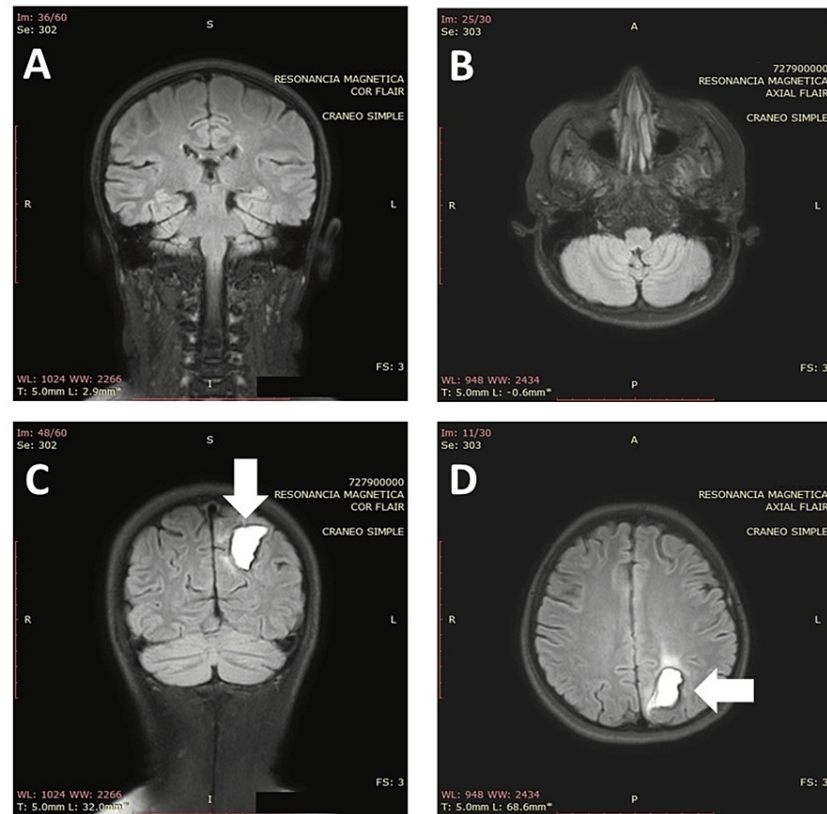 Im: 36/60
Se: 302
S
A
RESONANCIA MAGNETICA
COR FLAIR
CRANEO SIMPLE
R
L
FS: 3
WL: 1024 WW: 2266
T: 5.0mm L: 2.9mm*
I
Im: 25/30
Se: 303
A
B
727900000
RESONANCIA MAGNETICA
AXIAL FLAIR
CRANEO SIMPLE
R
L
FS: 3
WL: 948 WW: 2434
T: 5.0mm L: -0.6mm*
P
Im: 48/60
Se: 302
S
C
727900000
RESONANCIA MAGNETICA
COR FLAIR
CRANEO SIMPLE
R
L
FS: 3
WL: 1024 WW: 2266
T: 5.0mm L: 32.0mm*
I
Im: 11/30
Se: 303
A
D
RESONANCIA MAGNETICA
AXIAL FLAIR
CRANEO SIMPLE
R
L
FS: 3
WL: 948 WW: 2434
T: 5.0mm L: 68.6mm*
P